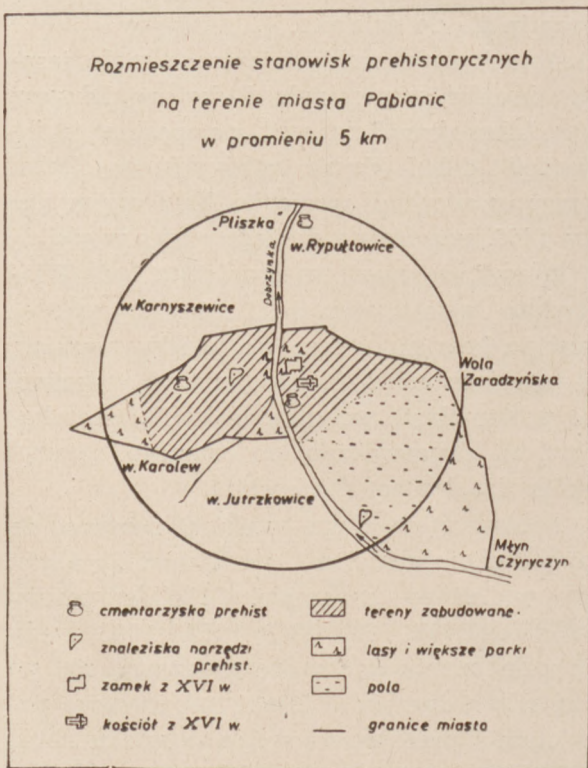 Rozmieszczenie stanowisk prehistorycznych
na terenie miasta Pabianic
w promieniu 5 km
„Pliszka"
w. Rypułtowice
Dobrzynka
w. Karnyszewice
Wola
Zaradzyńska
w. Karolew
w. Jutrzkowice
Młyn
Czyryczyn
cmentarzyska prehist
znaleziska narzędzi
prehist.
zamek z XVI w
kościół z XVI w
tereny zabudowane.
lasy i większe parki
pola
granice miasta